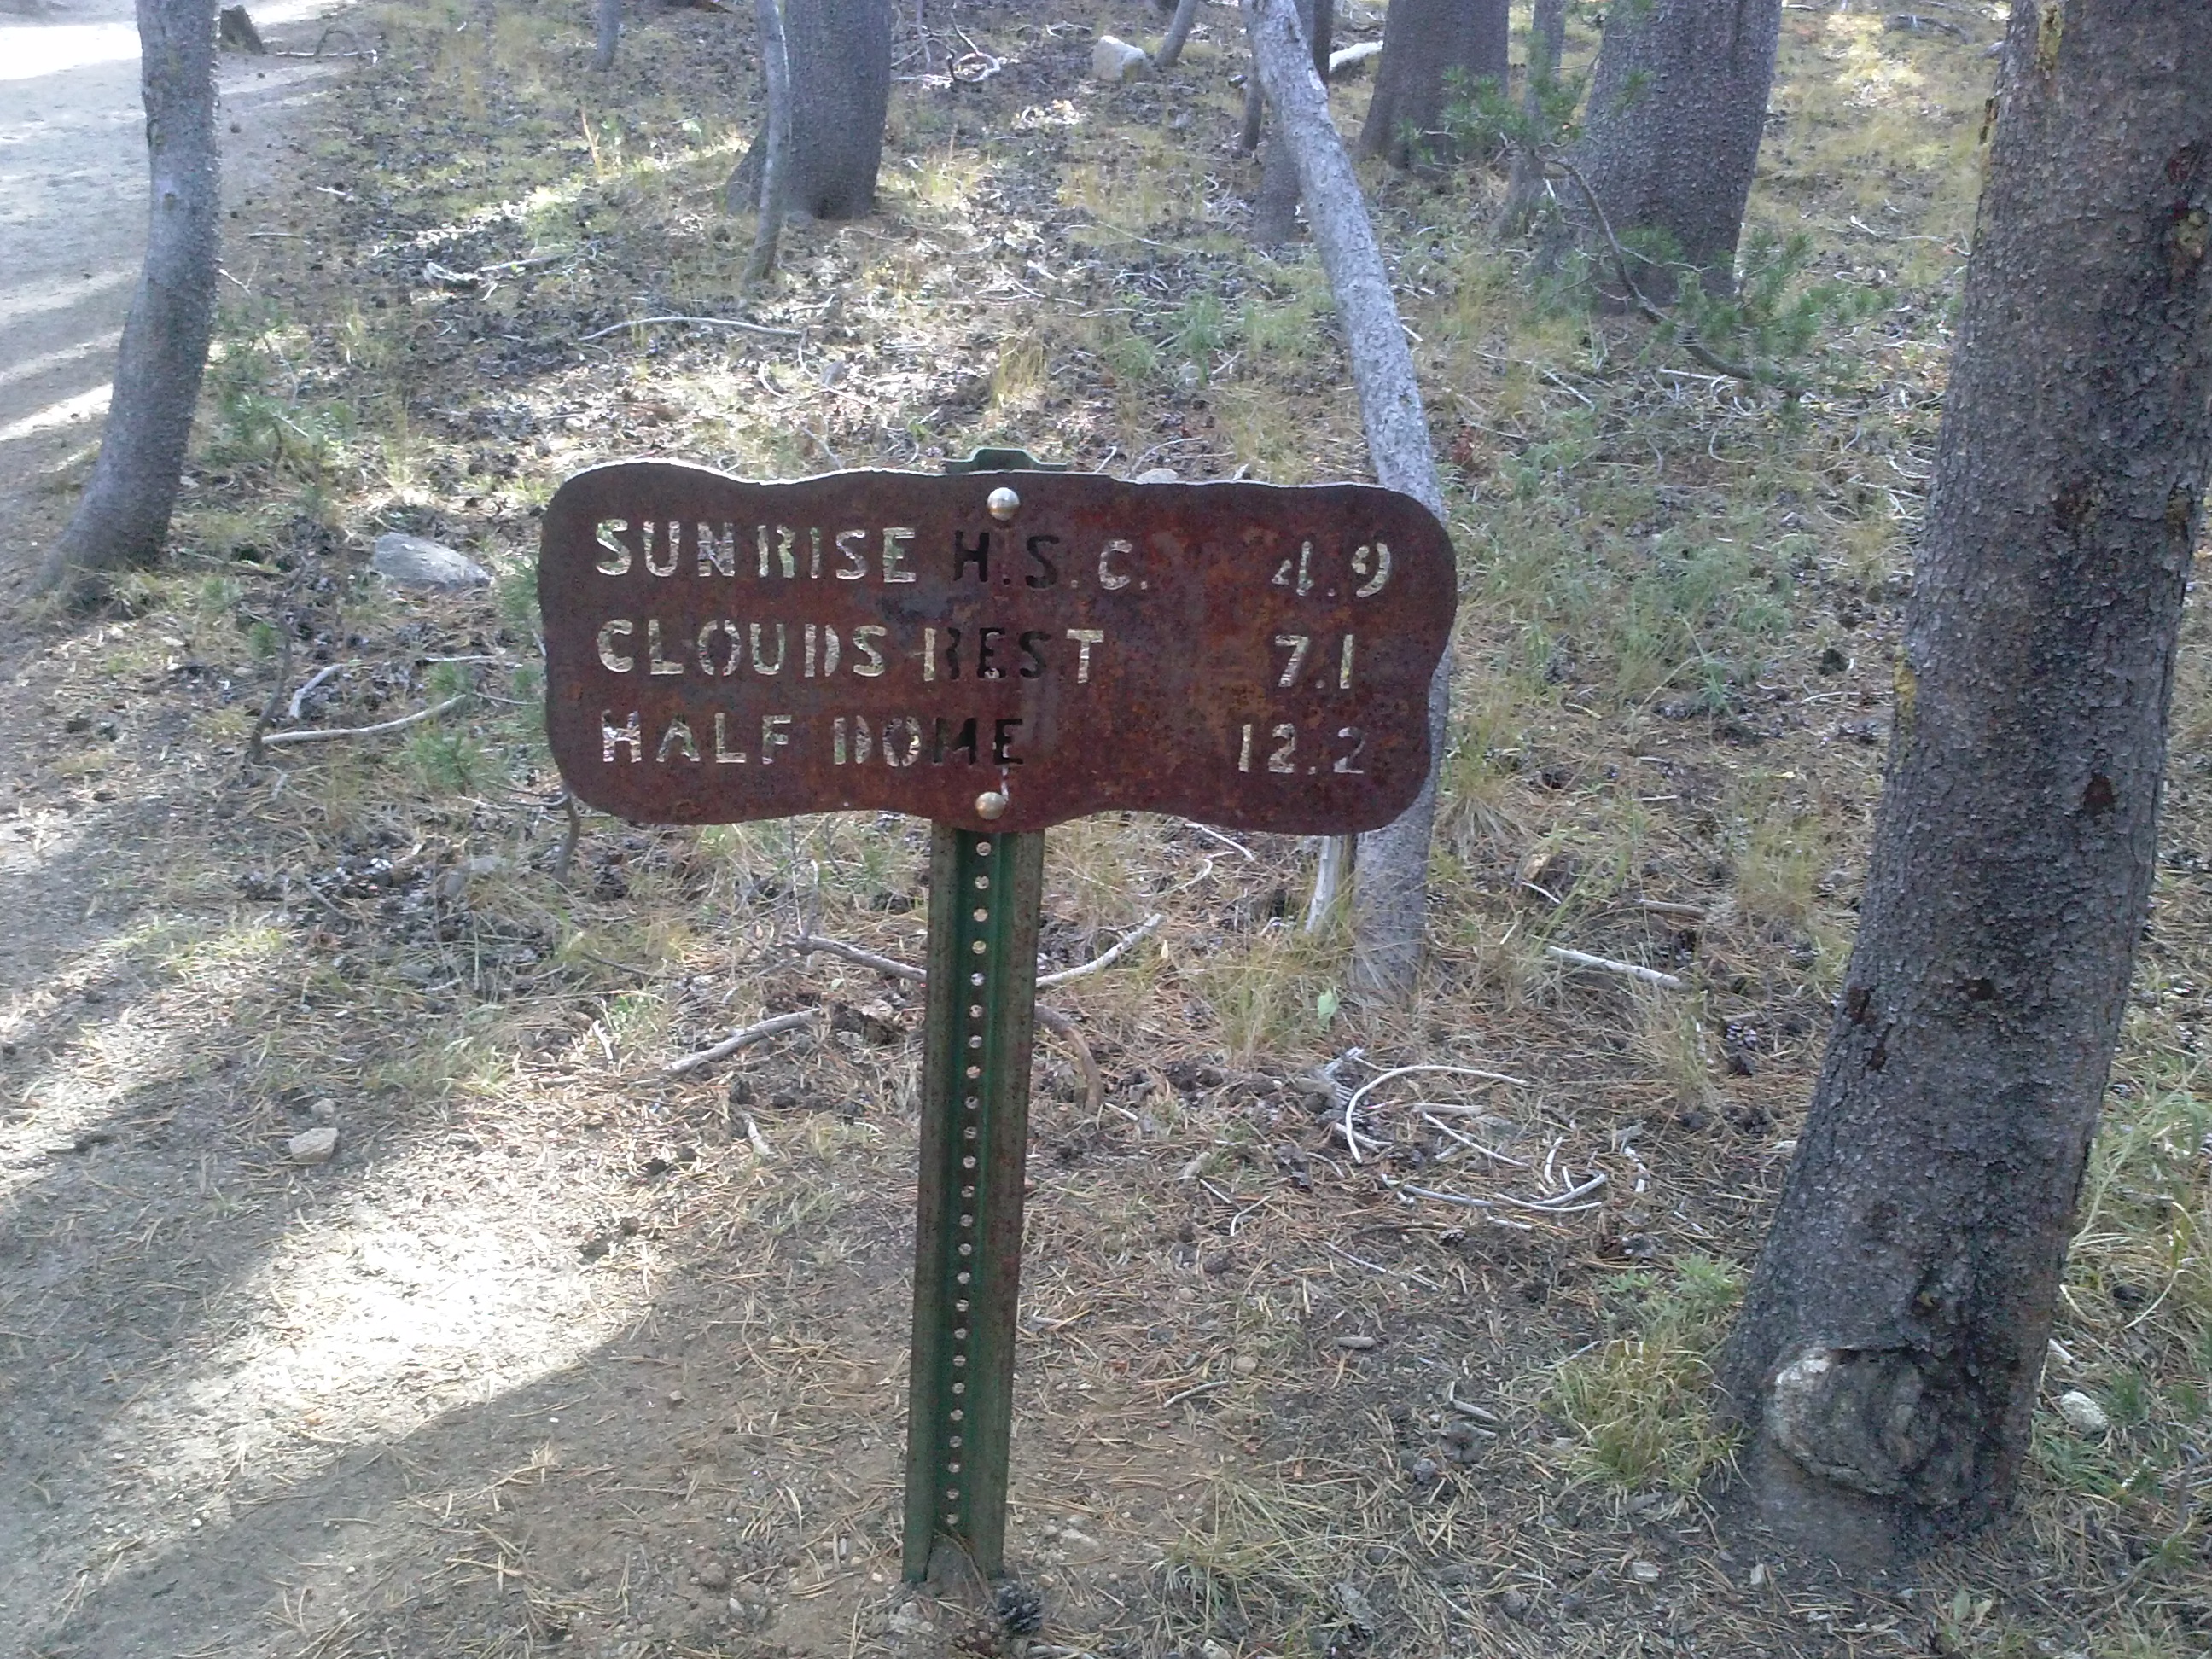 SUNRISE H.S.C. 4.9
CLOUDS REST 7.1
HALF DOME 12.2